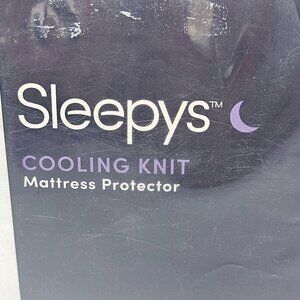 Sleepys™
COOLING KNIT
Mattress Protector